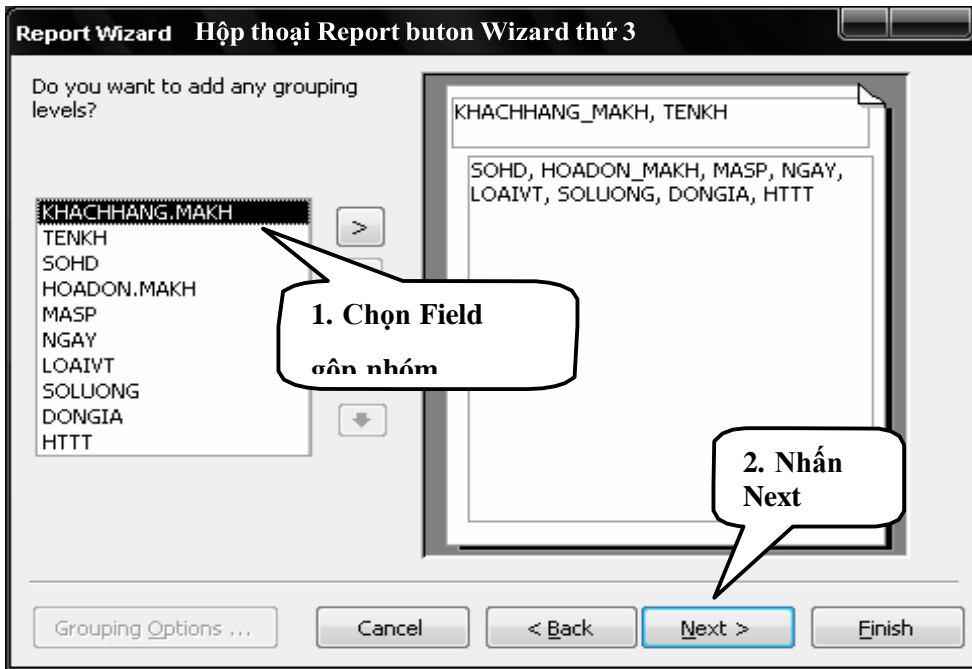 Report Wizard Hộp thoại Report buton Wizard thứ 3
Do you want to add any grouping
levels?
KHACHHANG_MAKH, TENKH
SOHD, HOADON_MAKH, MASP, NGAY,
LOAIVT, SOLUONG, DONGIA, HTTT
KHACHHANG.MAKH
TENKH
SOHD
HOADON.MAKH
MASP
NGAY
LOAIVT
SOLUONG
DONGIA
HTTT
>
1. Chọn Field
gộp nhóm
2. Nhấn
Next
Grouping Options ...
Cancel
< Back
Next >
Finish